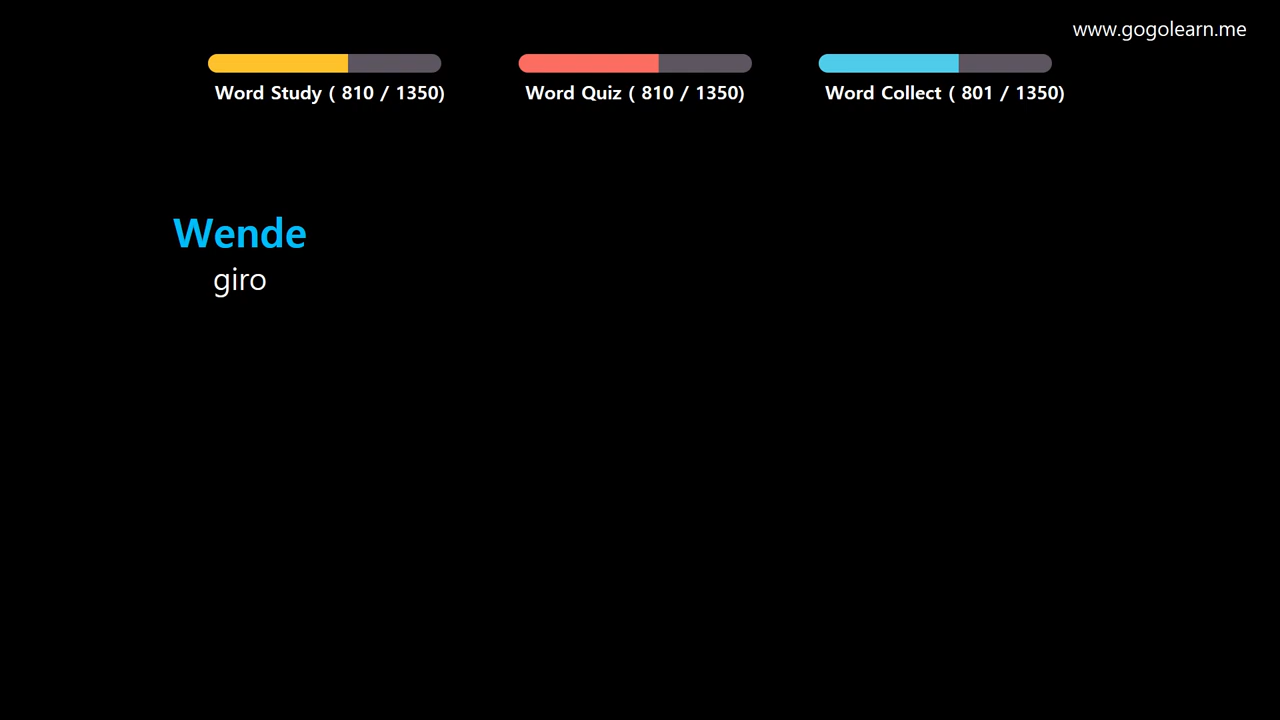 www.gogolearn.me
Word Study ( 810 / 1350)
Word Quiz ( 810 / 1350)
Word Collect ( 801 / 1350)
Wende
giro